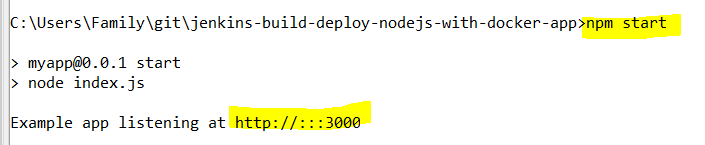 C:\Users\Family\git\jenkins-build-deploy-nodejs-with-docker-app>npm start
> myapp@0.0.1 start
> node index.js
Example app listening at http://:::3000